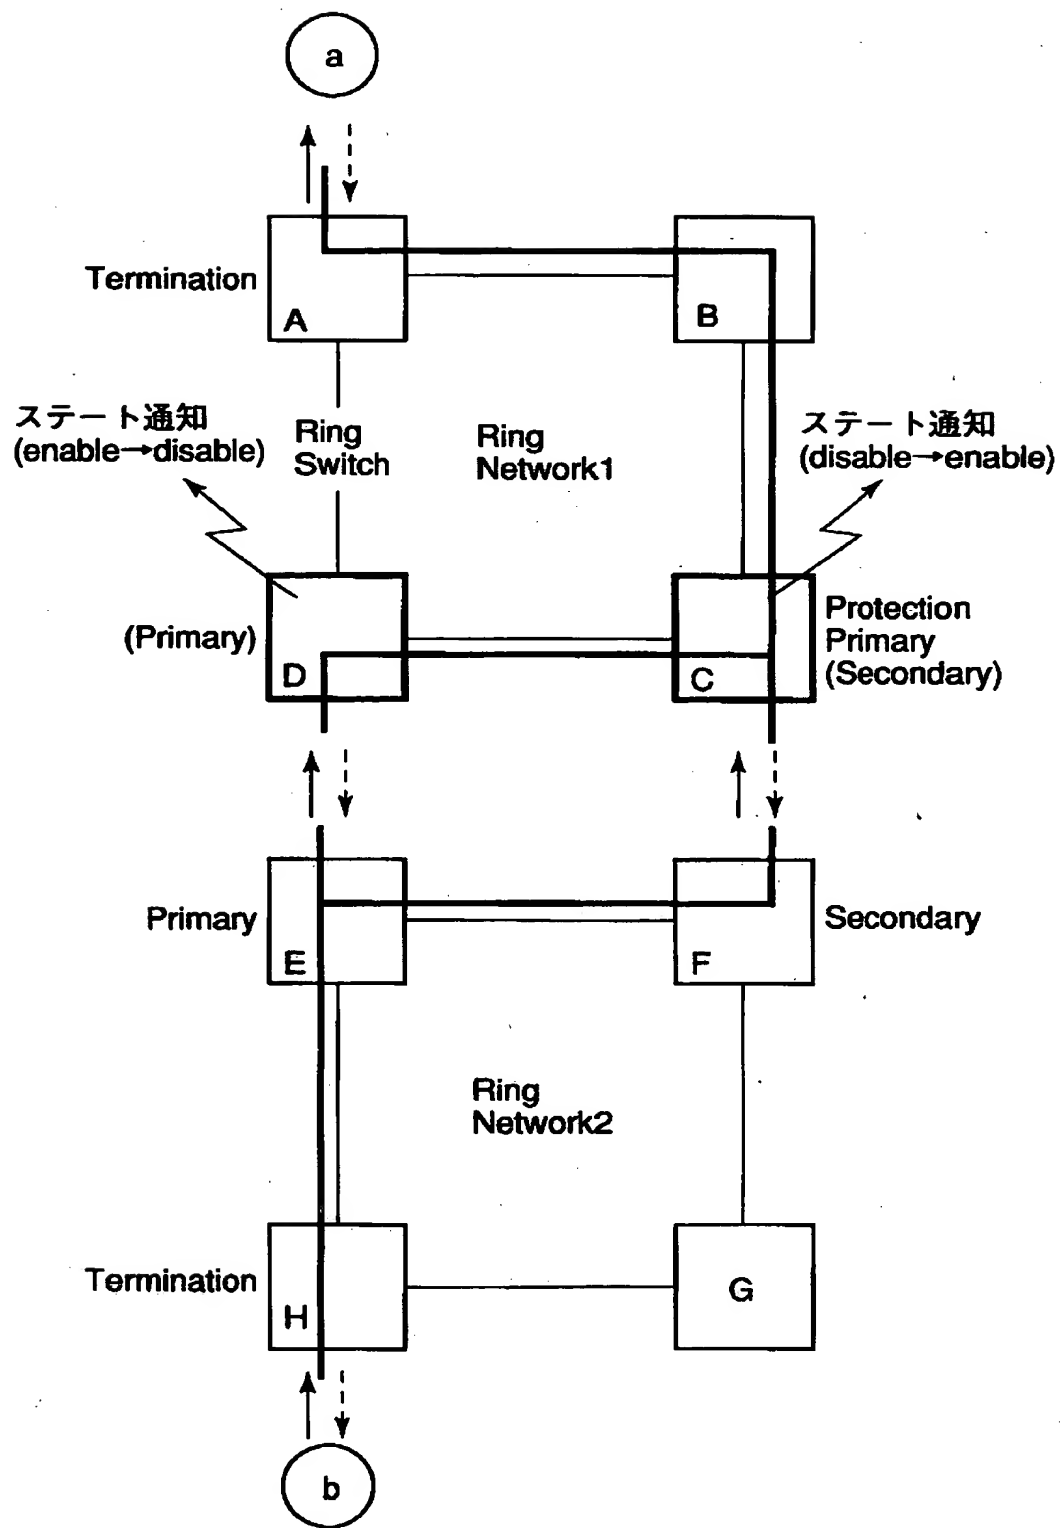 a
Termination
A
B
ステート通知
(enable→disable)
Ring
Switch
Ring
Network1
ステート通知
(disable→enable)
(Primary)
D
C
Protection
Primary
(Secondary)
Primary
E
F
Secondary
Ring
Network2
Termination
H
G
b